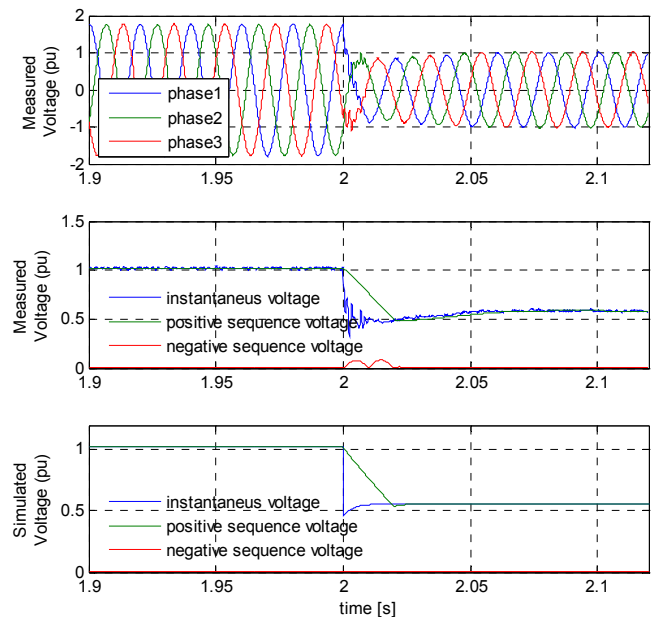 2
1
0
-1
-2
Measured
Voltage (pu)
phase1
phase2
phase3
1.9
1.95
2
2.05
2.1
1.5
1
0.5
0
Measured
Voltage (pu)
instantaneus voltage
positive sequence voltage
negative sequence voltage
1.9
1.95
2
2.05
2.1
1
0.5
0
Simulated
Voltage (pu)
instantaneus voltage
positive sequence voltage
negative sequence voltage
1.9
1.95
2
2.05
2.1
time [s]